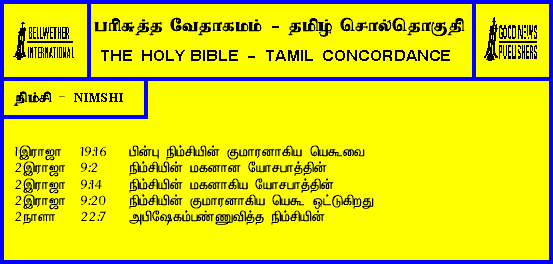 BELLWETHER INTERNATIONAL
பரிசுத்த வேதாகமம் - தமிழ் சொல்தொகுதி
THE HOLY BIBLE - TAMIL CONCORDANCE
GOOD NEWS PUBLISHERS
நிம்சி - NIMSHI
1இராஜா 19:16 பின்பு நிம்சியின் குமாரனாகிய யெகூவை
2இராஜா 9:2 நிம்சியின் மகனான யோசபாத்தின்
2இராஜா 9:14 நிம்சியின் மகனாகிய யோசபாத்தின்
2இராஜா 9:20 நிம்சியின் குமாரனாகிய யெகூ ஓட்டுகிறது
2நாளா 22:7 அபிஷேகம்பண்ணுவித்த நிம்சியின்